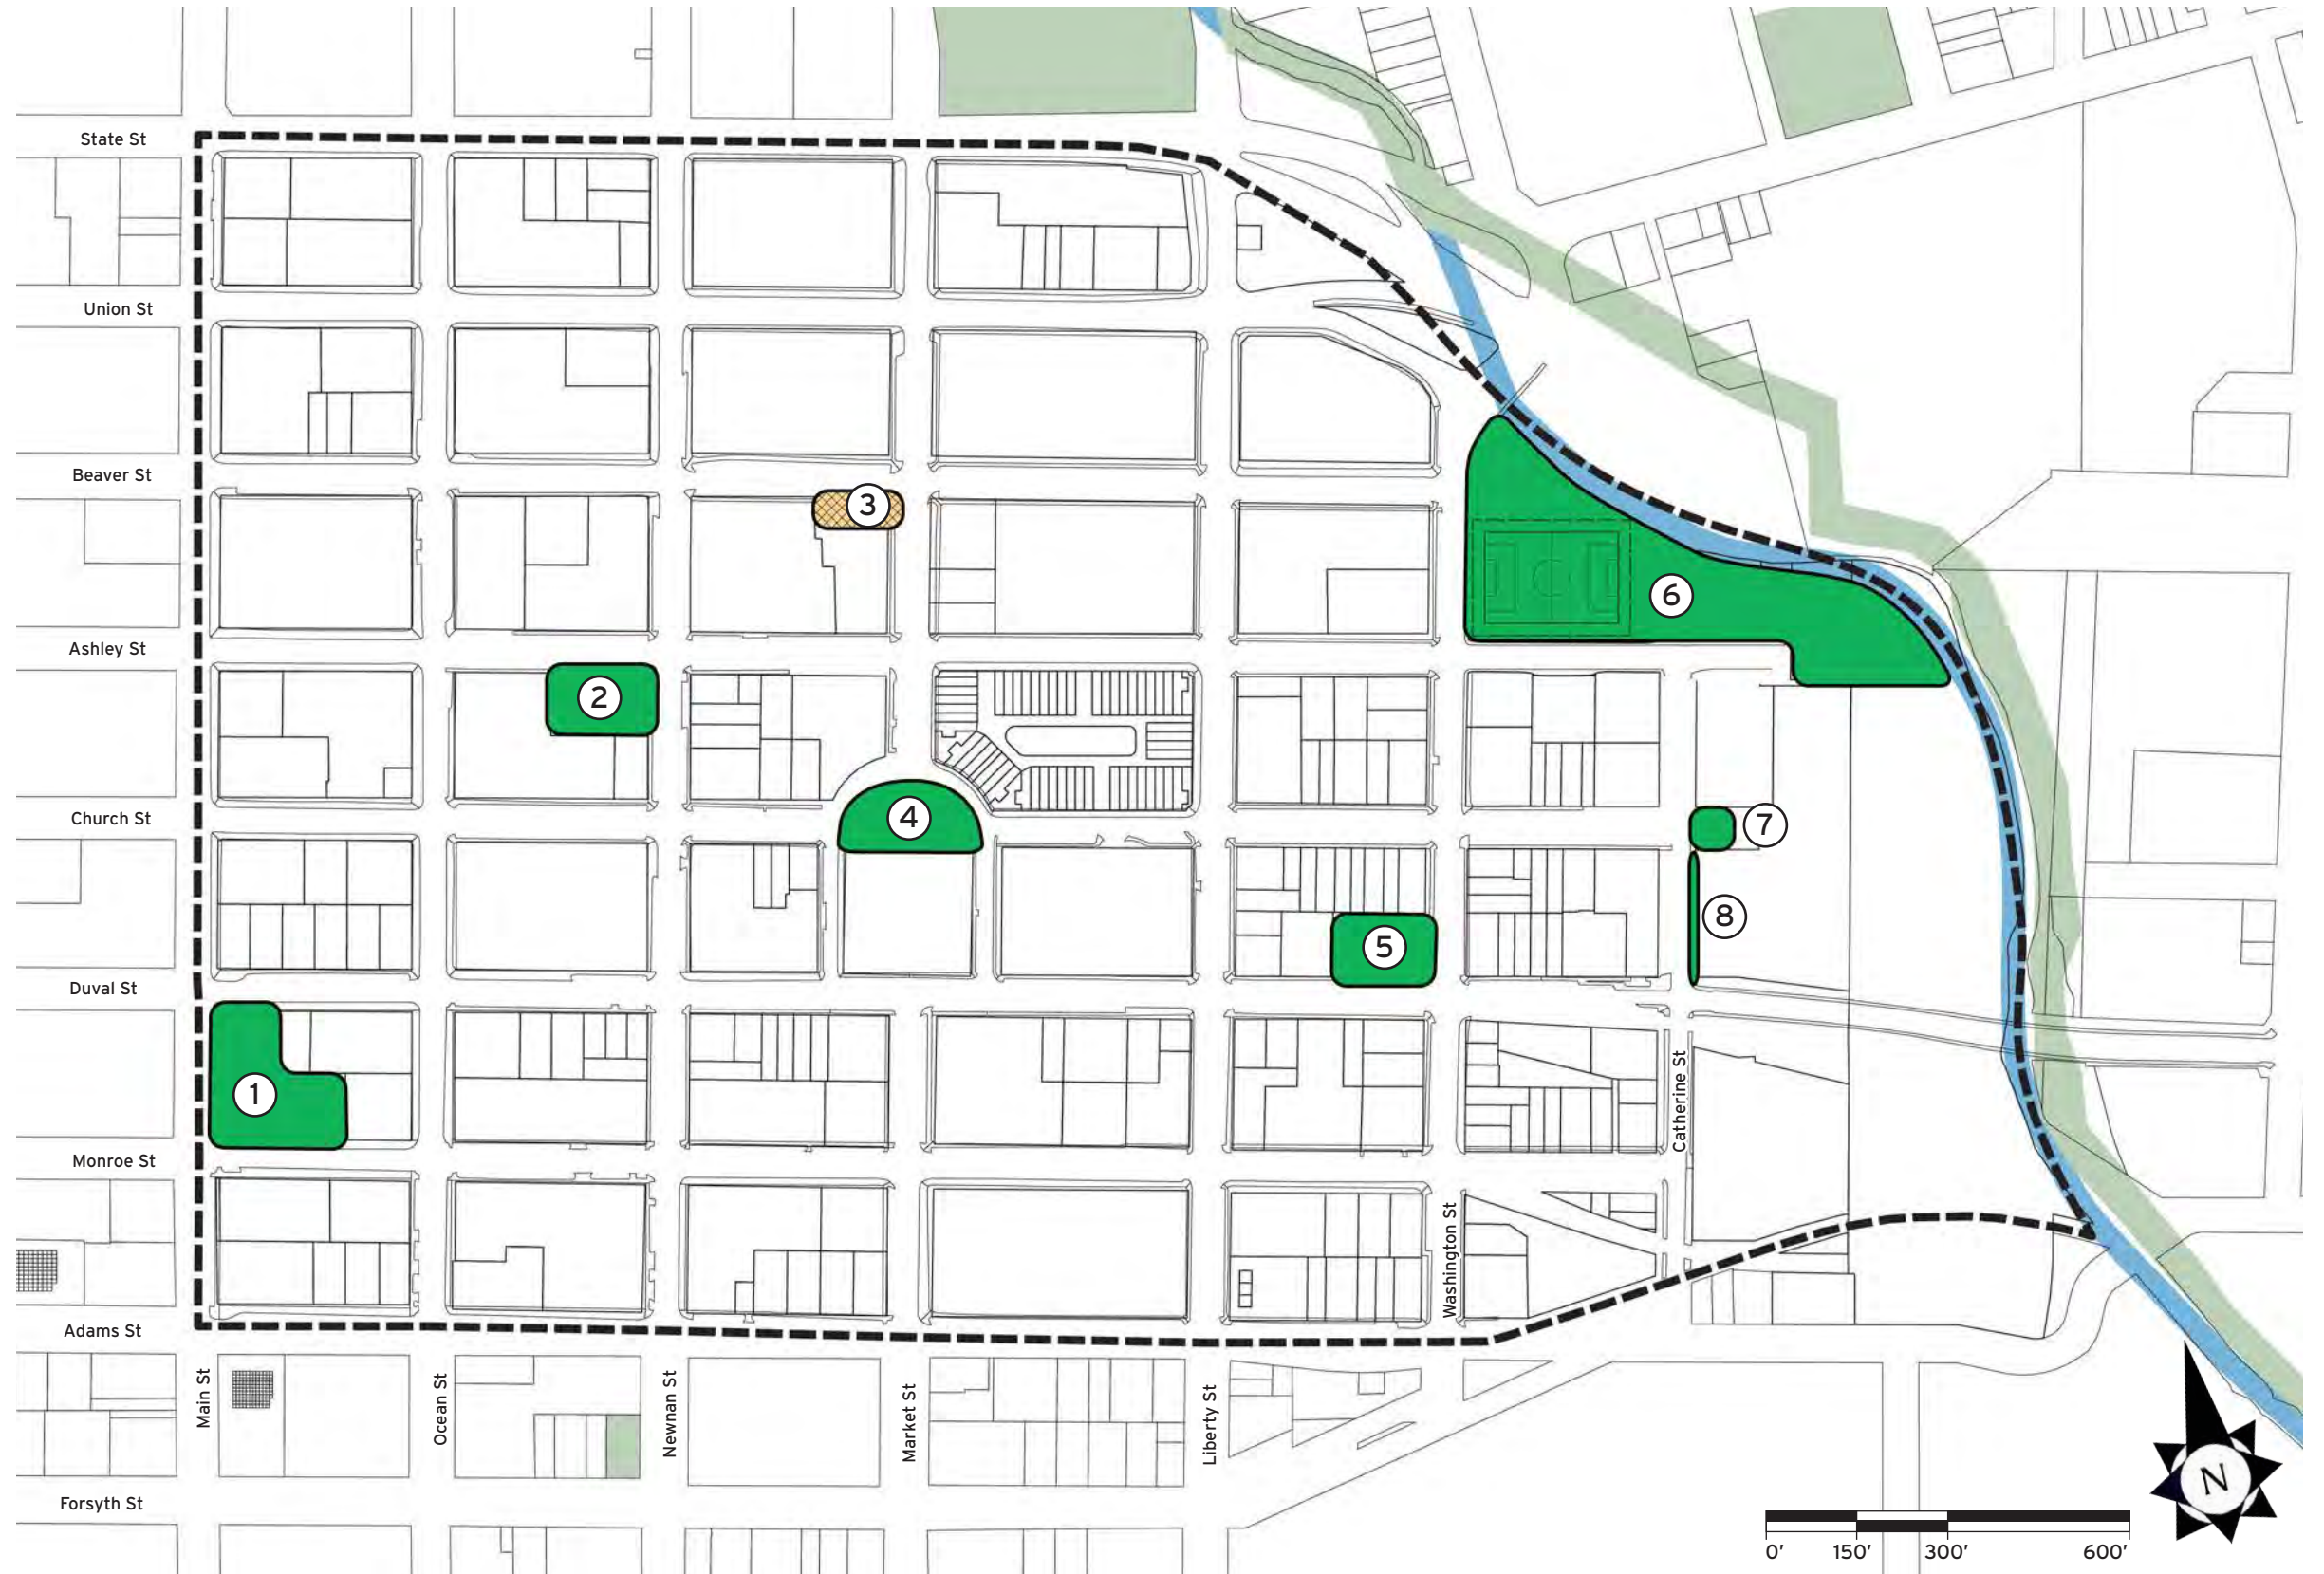 State St
Union St
Beaver St
3
6
Ashley St
2
Church St
4
7
8
5
Duval St
1
Catherine St
Monroe St
Washington St
Adams St
Main St
Ocean St
Newnan St
Market St
Liberty St
N
Forsyth St
0' 150' 300' 600'